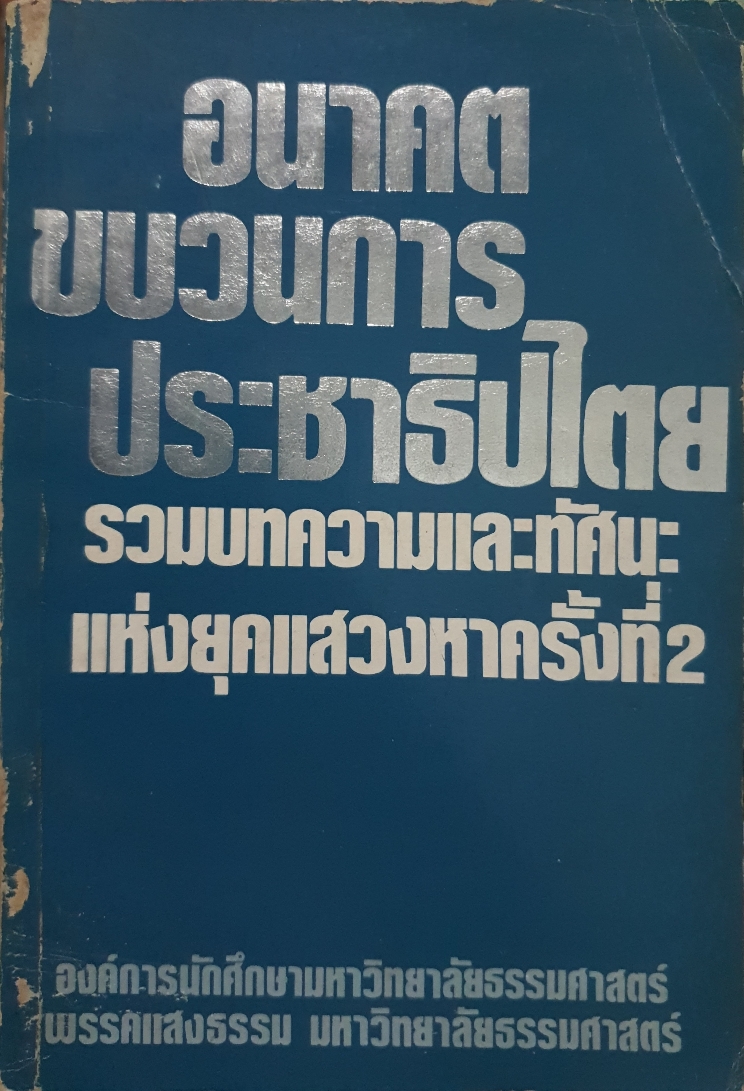 อนาคต
ขบวนการ
ประชาธิปไตย
รวมบทความและทัศนะ
แห่งยุคแสวงหาครั้งที่2
องค์การนักศึกษามหาวิทยาลัยธรรมศาสตร์
พรรคแสงธรรม มหาวิทยาลัยธรรมศาสตร์